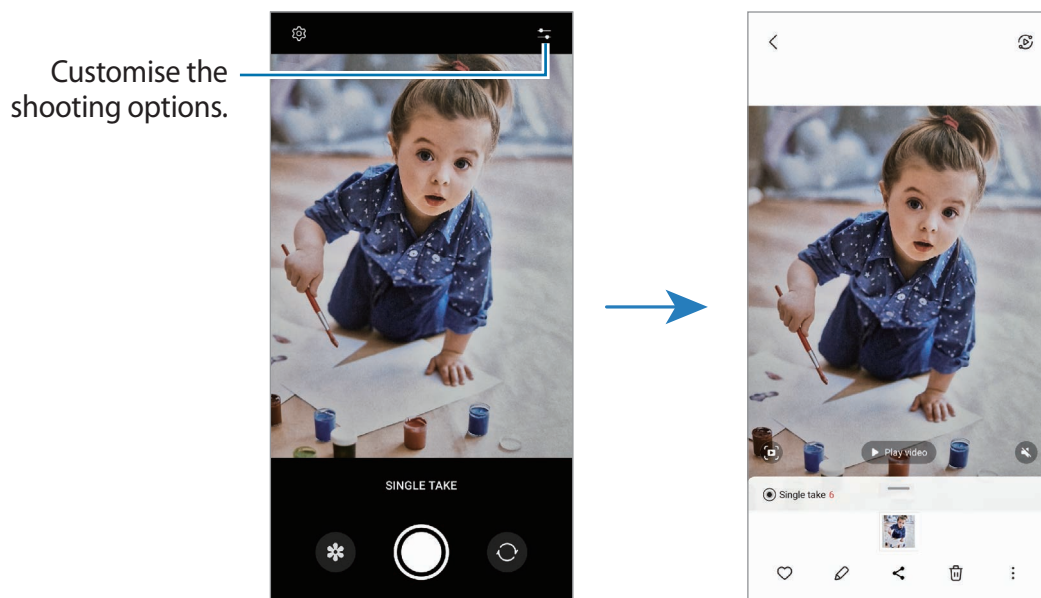 Customise the
shooting options.
SINGLE TAKE
Play video
Single take 6